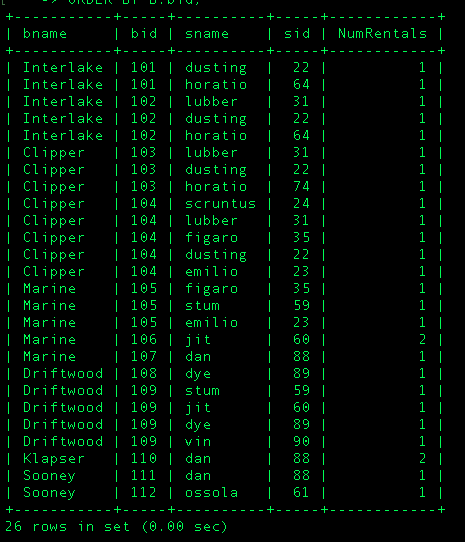 -> ORDER BY B.bid;
+-----------+-----+----------+-----+------------+
| bname     | bid | sname    | sid | NumRentals |
+-----------+-----+----------+-----+------------+
| Interlake | 101 | dusting  | 22 | 1 |
| Interlake | 101 | horatio  | 64 | 1 |
| Interlake | 102 | lubber   | 31 | 1 |
| Interlake | 102 | dusting  | 22 | 1 |
| Interlake | 102 | horatio  | 64 | 1 |
| Clipper   | 103 | lubber   | 31 | 1 |
| Clipper   | 103 | dusting  | 22 | 1 |
| Clipper   | 103 | horatio  | 74 | 1 |
| Clipper   | 104 | scruntus | 24 | 1 |
| Clipper   | 104 | lubber   | 31 | 1 |
| Clipper   | 104 | figaro   | 35 | 1 |
| Clipper   | 104 | dusting  | 22 | 1 |
| Clipper   | 104 | emilio   | 23 | 1 |
| Marine    | 105 | figaro   | 35 | 1 |
| Marine    | 105 | stum     | 59 | 1 |
| Marine    | 105 | emilio   | 23 | 1 |
| Marine    | 106 | jit      | 60 | 2 |
| Marine    | 107 | dan      | 88 | 1 |
| Driftwood | 108 | dye      | 89 | 1 |
| Driftwood | 109 | stum     | 59 | 1 |
| Driftwood | 109 | jit      | 60 | 1 |
| Driftwood | 109 | dye      | 89 | 1 |
| Driftwood | 109 | vin      | 90 | 1 |
| Klapser   | 110 | dan      | 88 | 2 |
| Sooney    | 111 | dan      | 88 | 1 |
| Sooney    | 112 | ossola   | 61 | 1 |
+-----------+-----+----------+-----+------------+
26 rows in set (0.00 sec)